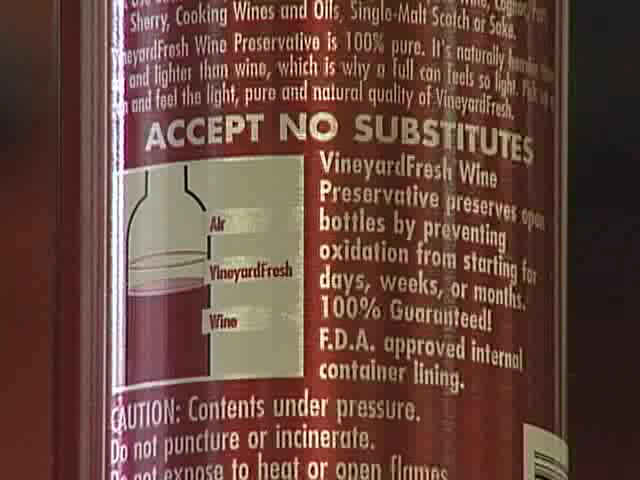 Sherry, Cooking Wines and Oils, Single-Malt Scotch or Sake.
VineyardFresh Wine Preservative is 100% pure. It's naturally
and lighter than wine, which is why a full can feels so light. Pick up
and feel the light, pure and natural quality of VineyardFresh.
ACCEPT NO SUBSTITUTES
Air
VineyardFresh
Wine
VineyardFresh Wine
Preservative preserves open
bottles by preventing
oxidation from starting for
days, weeks, or months.
100% Guaranteed!
F.D.A. approved internal
container lining.
CAUTION: Contents under pressure.
Do not puncture or incinerate.
Do not expose to heat or open flames